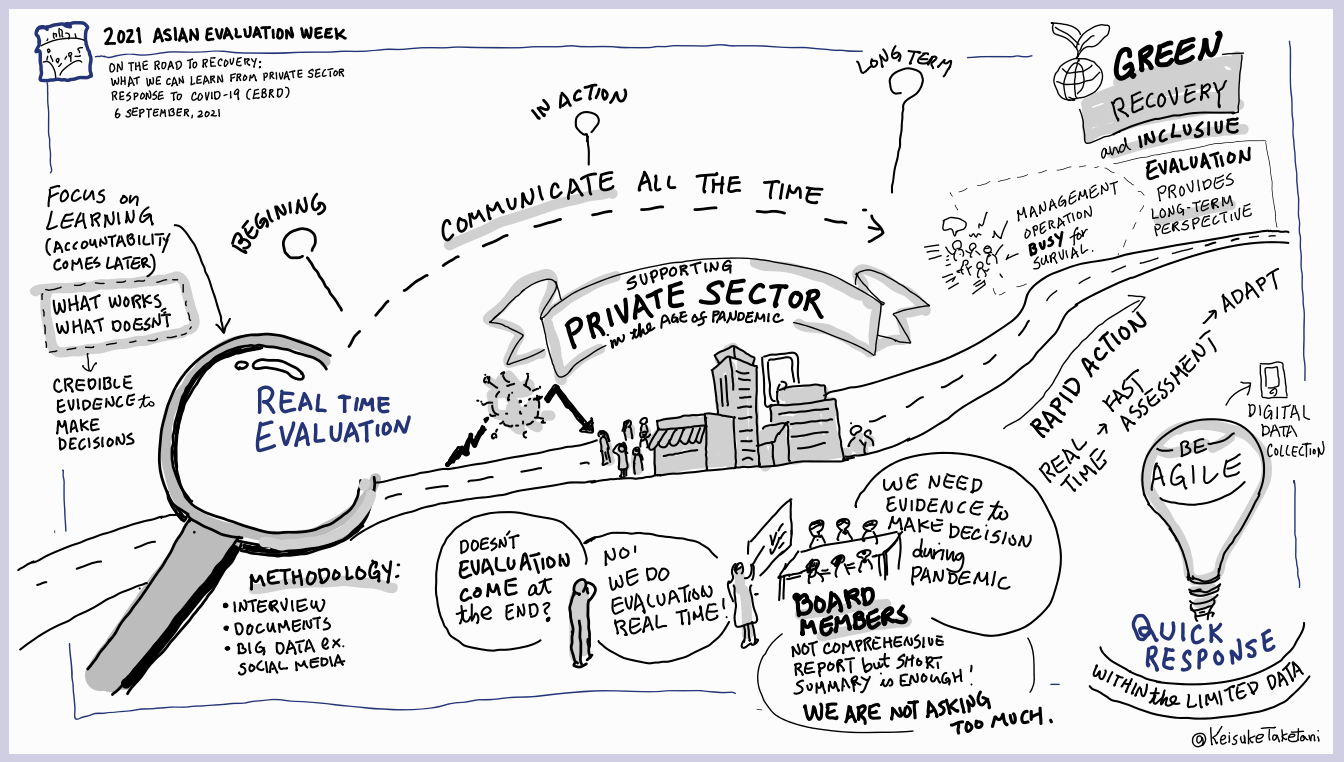 2021 ASIAN EVALUATION WEEK
ON THE ROAD TO RECOVERY:
WHAT WE CAN LEARN FROM PRIVATE SECTOR
RESPONSE TO COVID-19 (EBRD)
6 SEPTEMBER, 2021
FOCUS on
LEARNING
(ACCOUNTABILITY
COMES LATER)
WHAT WORKS
WHAT DOESN'T
CREDIBLE
EVIDENCE to
MAKE
DECISIONS
BEGINING
IN ACTION
LONG TERM
COMMUNICATE ALL THE TIME
REAL TIME
EVALUATION
SUPPORTING
PRIVATE SECTOR
in the AGE OF PANDEMIC
GREEN
RECOVERY
and INCLUSIVE
EVALUATION
PROVIDES
LONG-TERM
PERSPECTIVE
MANAGEMENT
OPERATION
BUSY for
SURVIAL.
RAPID ACTION
REAL
TIME
FAST
ASSESSMENT
ADAPT
DIGITAL
DATA
COLLECTION
BE
AGILE
QUICK
RESPONSE
WITHIN the LIMITED DATA
METHODOLOGY:
• INTERVIEW
• DOCUMENTS
• BIG DATA ex.
SOCIAL MEDIA
DOESN'T
EVALUATION
COME at
the END?
NO!
WE DO
EVALUATION
REAL TIME!
WE NEED
EVIDENCE to
MAKE DECISION
during
PANDEMIC
BOARD
MEMBERS
NOT COMPREHENSIVE
REPORT but SHORT
SUMMARY is ENOUGH!
WE ARE NOT ASKING
TOO MUCH.
@KeisukeTaketani